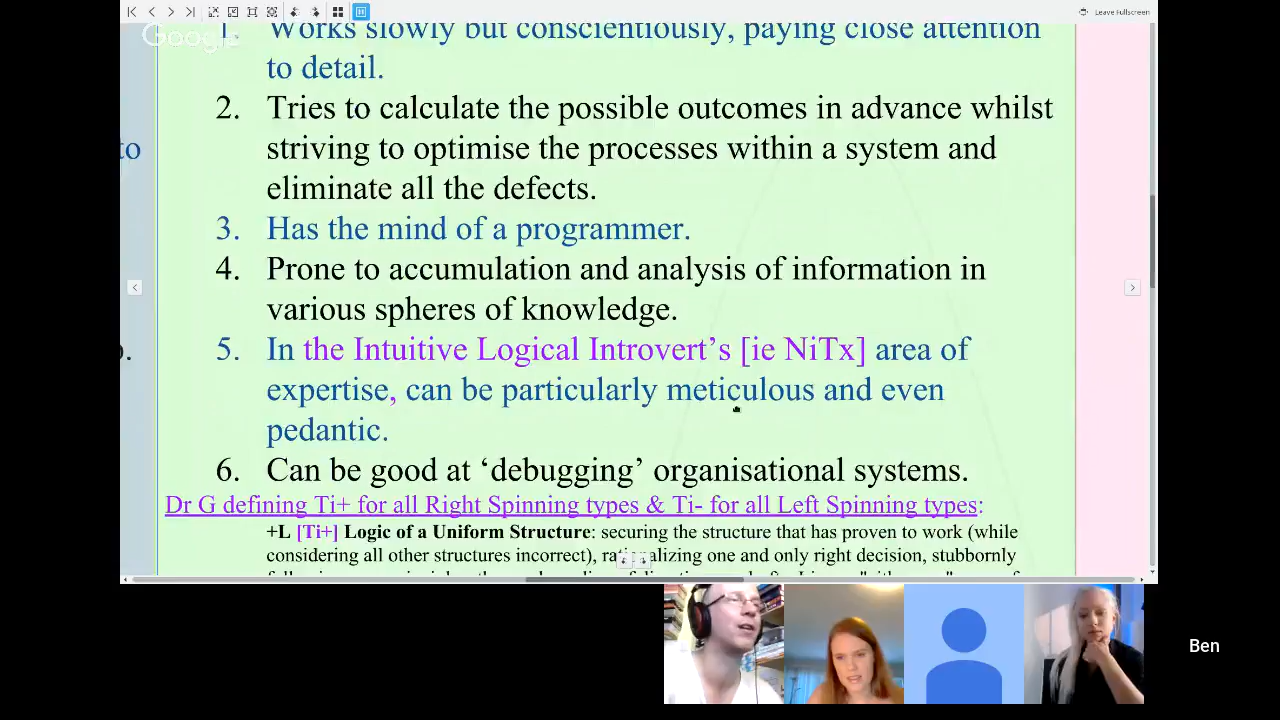 Leave Fullscreen
Google
1. Works slowly but conscientiously, paying close attention
to detail.
to
2. Tries to calculate the possible outcomes in advance whilst
striving to optimise the processes within a system and
eliminate all the defects.
3. Has the mind of a programmer.
4. Prone to accumulation and analysis of information in
various spheres of knowledge.
5. In the Intuitive Logical Introvert’s [ie NiTx] area of
expertise, can be particularly meticulous and even
pedantic.
6. Can be good at ‘debugging’ organisational systems.
Dr G defining Ti+ for all Right Spinning types & Ti- for all Left Spinning types:
+L [Ti+] Logic of a Uniform Structure: securing the structure that has proven to work (while
considering all other structures incorrect), rationalizing one and only right decision, stubbornly
Ben